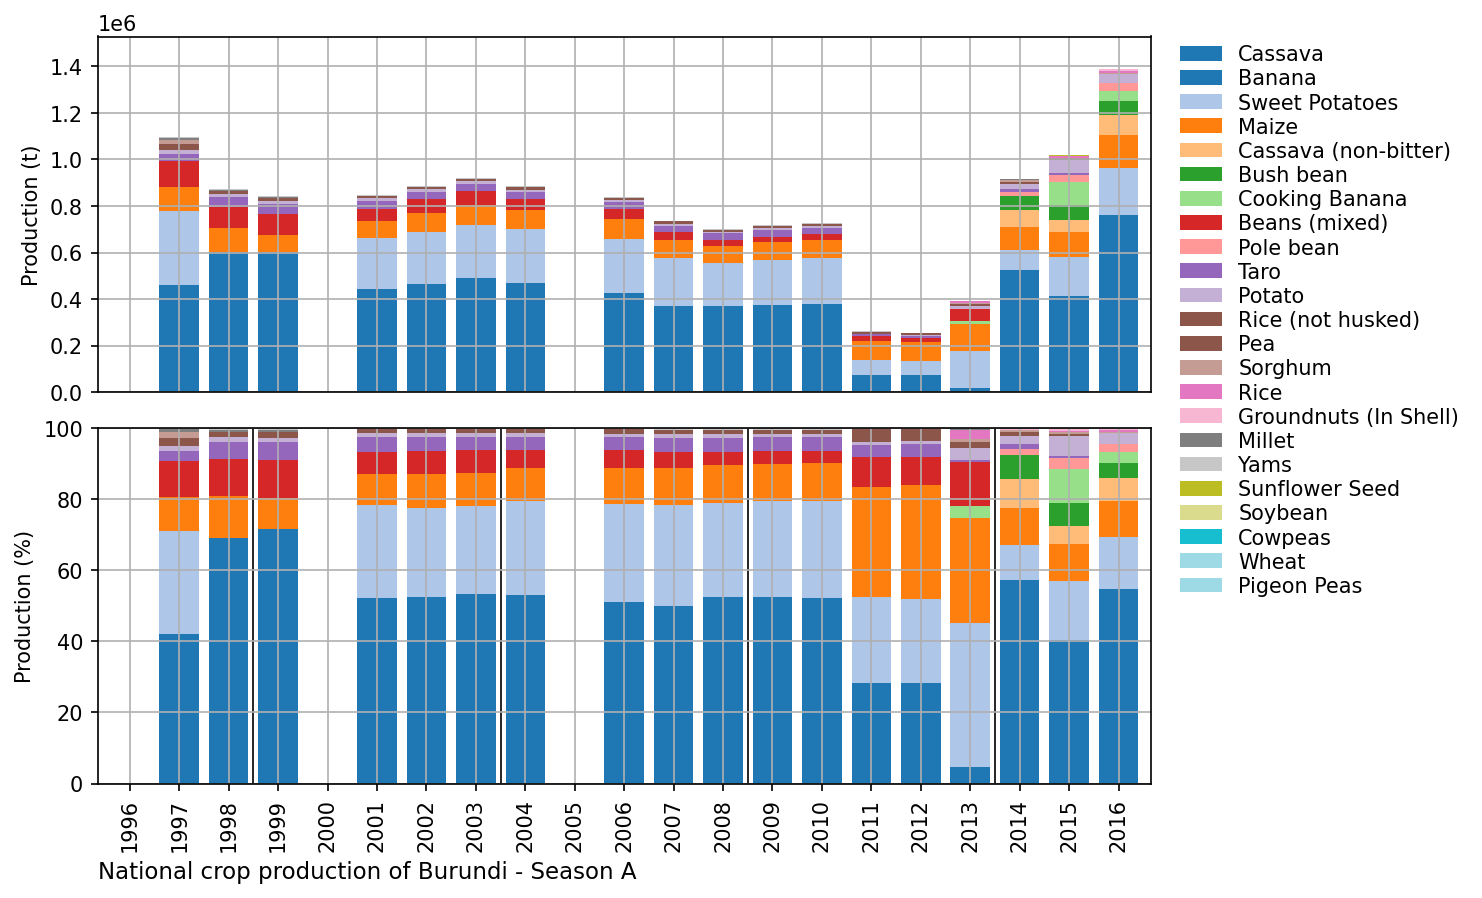 1e6
1.4
1.2
1.0
0.8
0.6
0.4
0.2
0.0
Production (t)
Cassava
Banana
Sweet Potatoes
Maize
Cassava (non-bitter)
Bush bean
Cooking Banana
Beans (mixed)
Pole bean
Taro
Potato
Rice (not husked)
Pea
Sorghum
Rice
Groundnuts (In Shell)
Millet
Yams
Sunflower Seed
Soybean
Cowpeas
Wheat
Pigeon Peas
100
80
60
40
20
0
Production (%)
1996
1997
1998
1999
2000
2001
2002
2003
2004
2005
2006
2007
2008
2009
2010
2011
2012
2013
2014
2015
2016
National crop production of Burundi - Season A